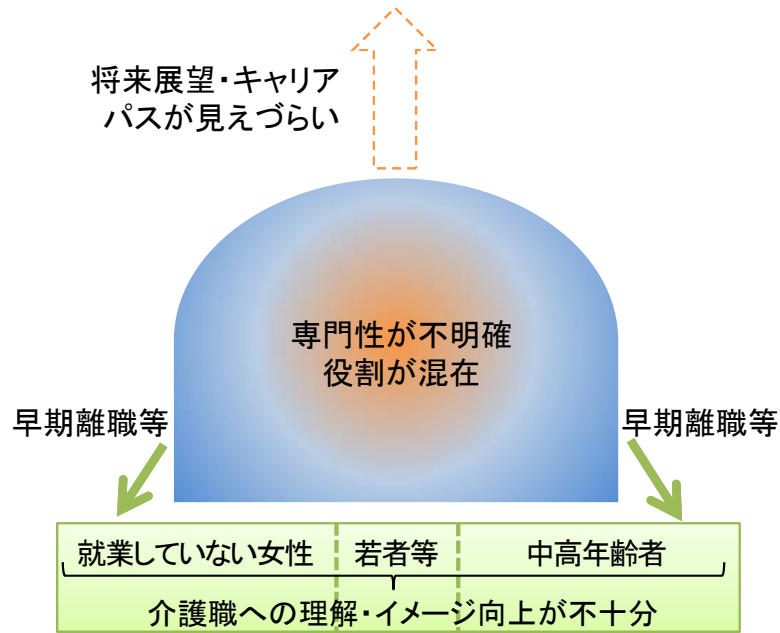 将来展望・キャリア
パスが見えづらい
専門性が不明確
役割が混在
早期離職等
早期離職等
就業していない女性
若者等
中高年齢者
介護職への理解・イメージ向上が不十分